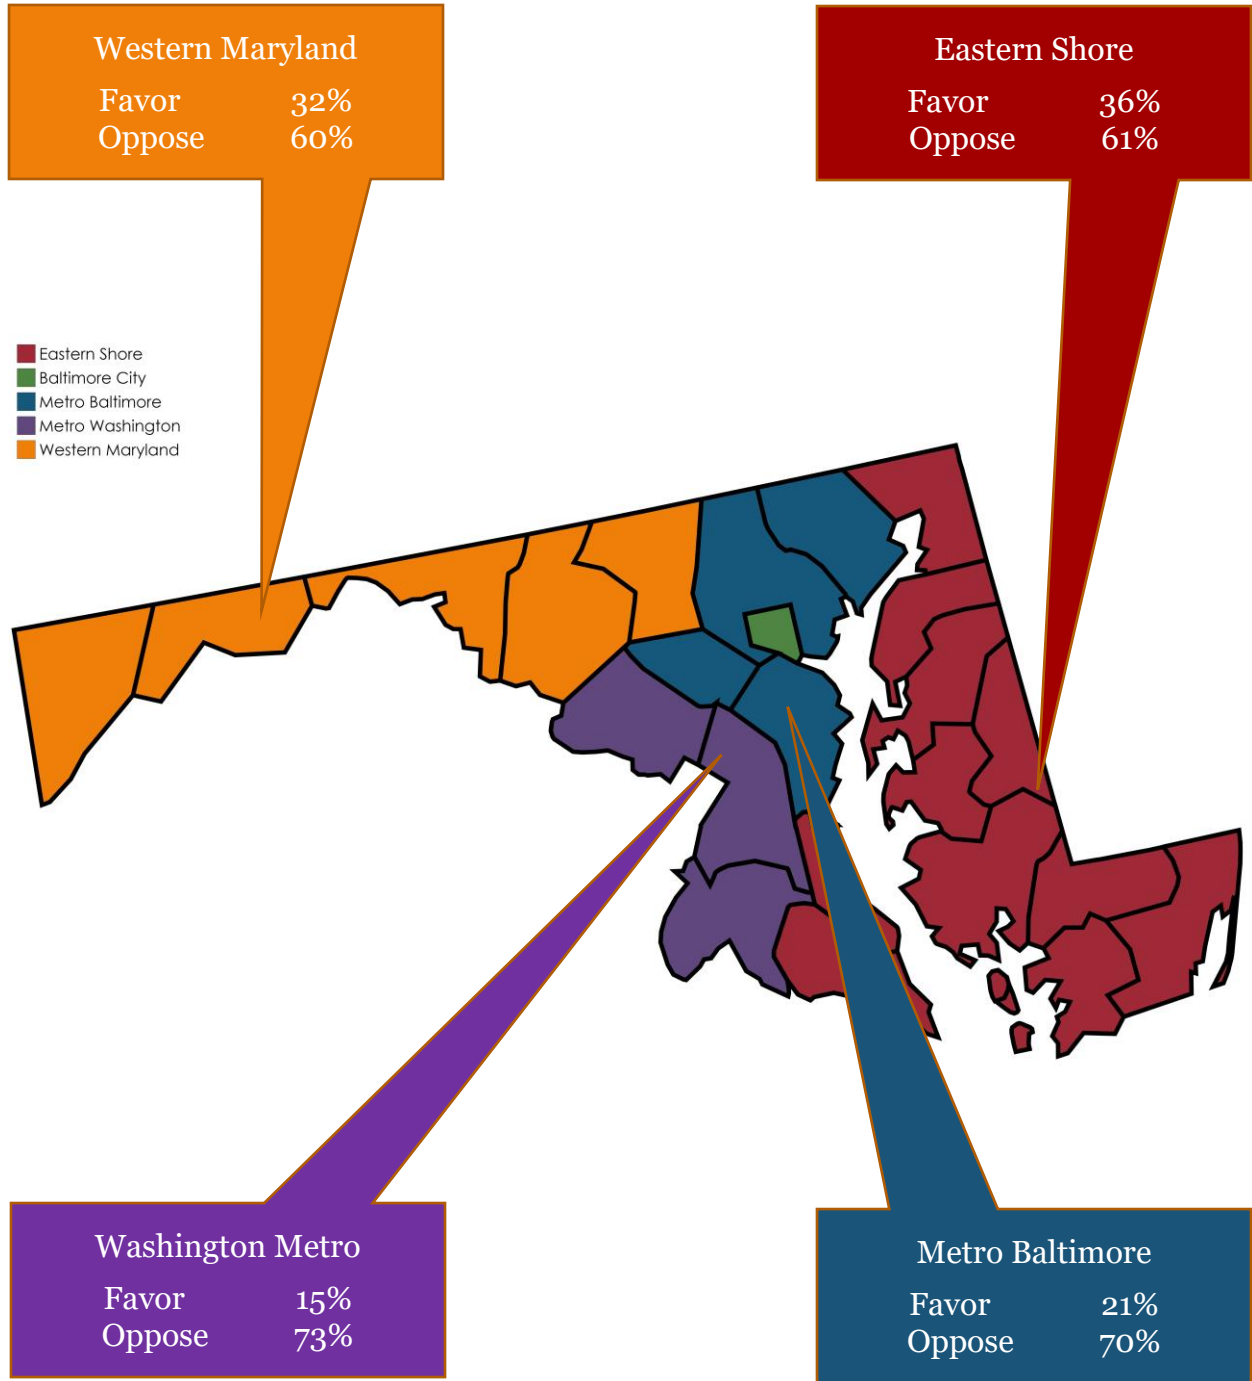 Western Maryland
Favor 32%
Oppose 60%
Eastern Shore
Favor 36%
Oppose 61%
Eastern Shore
Baltimore City
Metro Baltimore
Metro Washington
Western Maryland
Washington Metro
Favor 15%
Oppose 73%
Metro Baltimore
Favor 21%
Oppose 70%